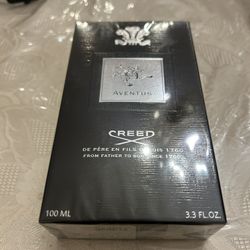 AVENTUS
CREED
DE PÈRE EN FILS DEPUIS 1760
FROM FATHER TO SON SINCE 1760
100 ML 3.3 FL.OZ.